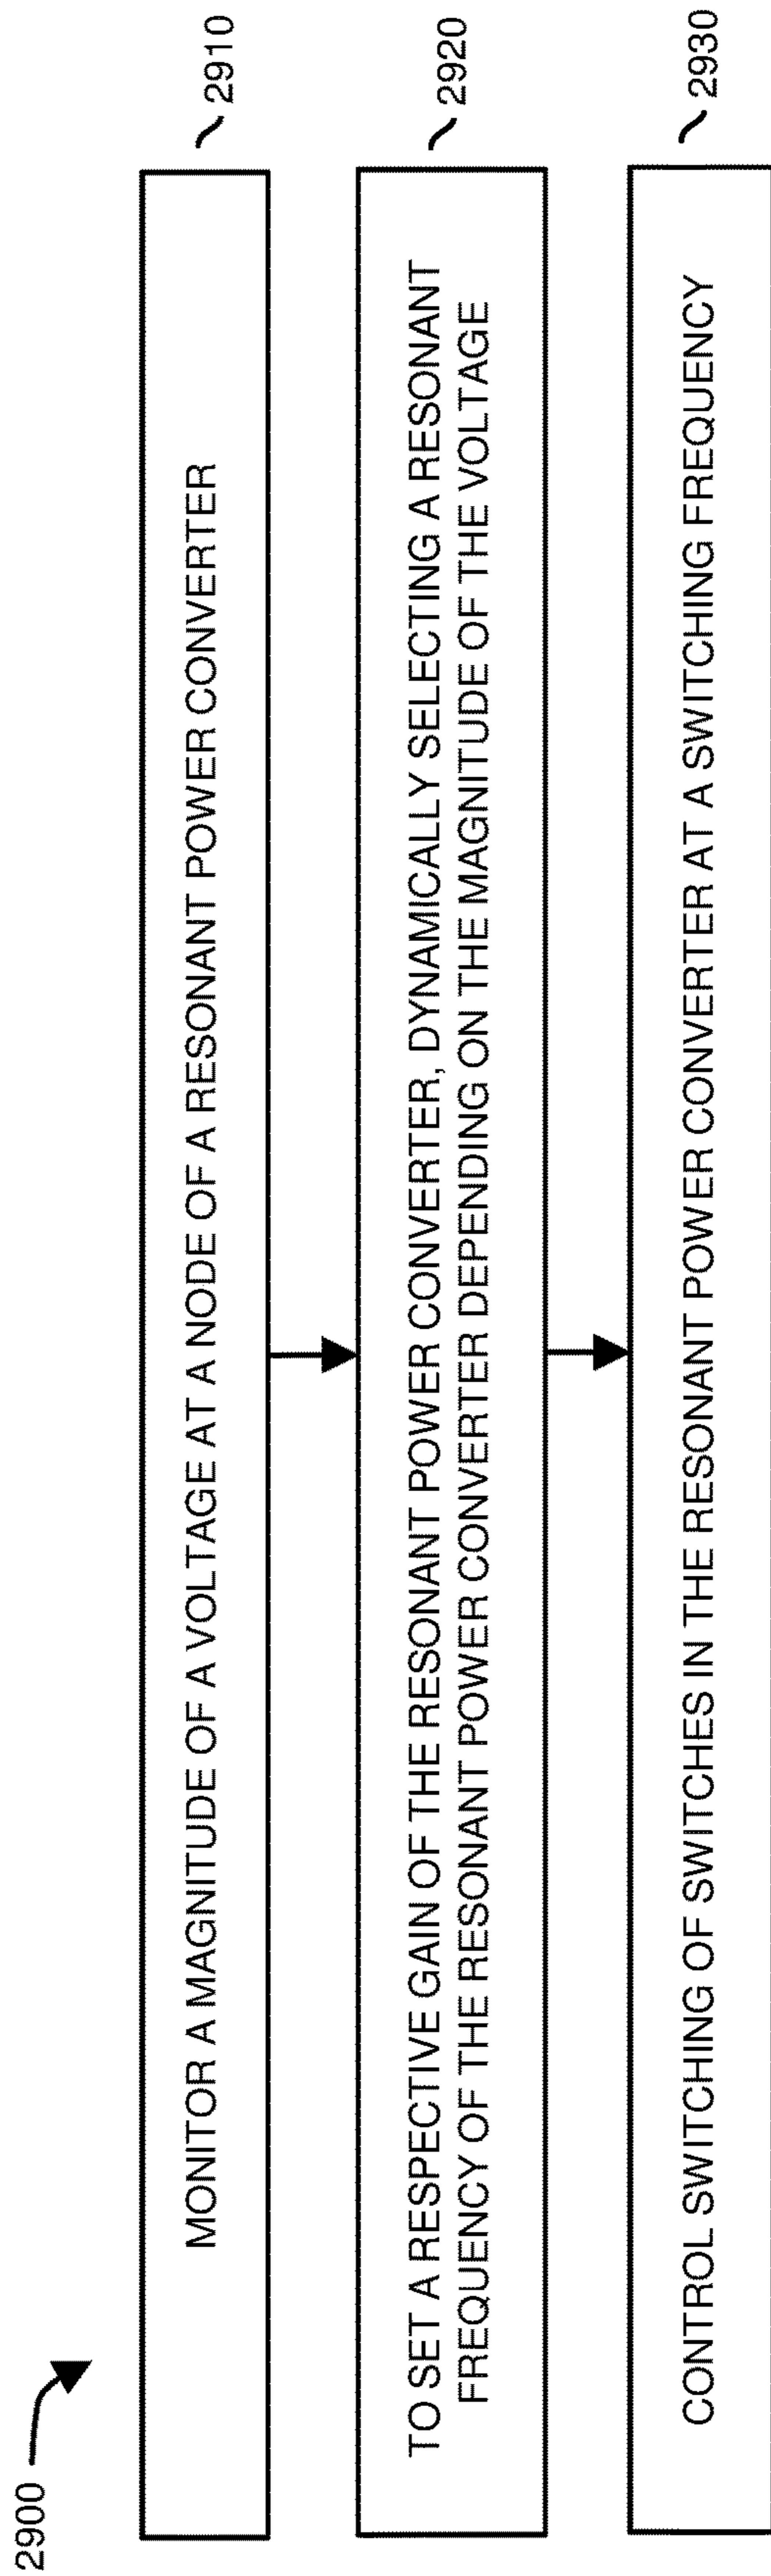 2900
MONITOR A MAGNITUDE OF A VOLTAGE AT A NODE OF A RESONANT POWER CONVERTER
2910
TO SET A RESPECTIVE GAIN OF THE RESONANT POWER CONVERTER, DYNAMICALLY SELECTING A RESONANT
FREQUENCY OF THE RESONANT POWER CONVERTER DEPENDING ON THE MAGNITUDE OF THE VOLTAGE
2920
CONTROL SWITCHING OF SWITCHES IN THE RESONANT POWER CONVERTER AT A SWITCHING FREQUENCY
2930